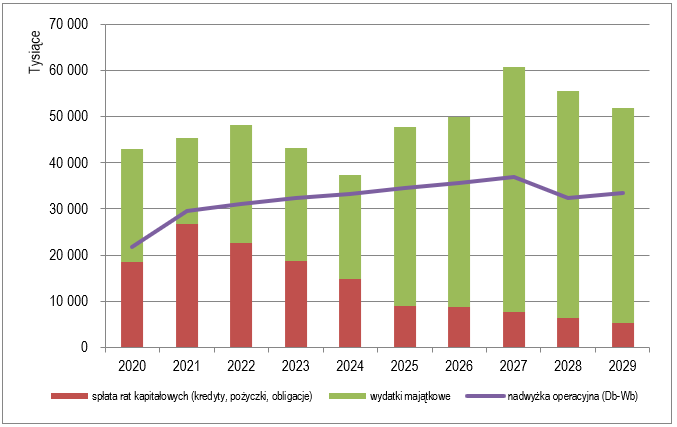 70 000
60 000
50 000
40 000
30 000
20 000
10 000
0
Tysiące
2020 2021 2022 2023 2024 2025 2026 2027 2028 2029
spłata rat kapitałowych (kredyty, pożyczki, obligacje) wydatki majątkowe nadwyżka operacyjna (Db-Wb)